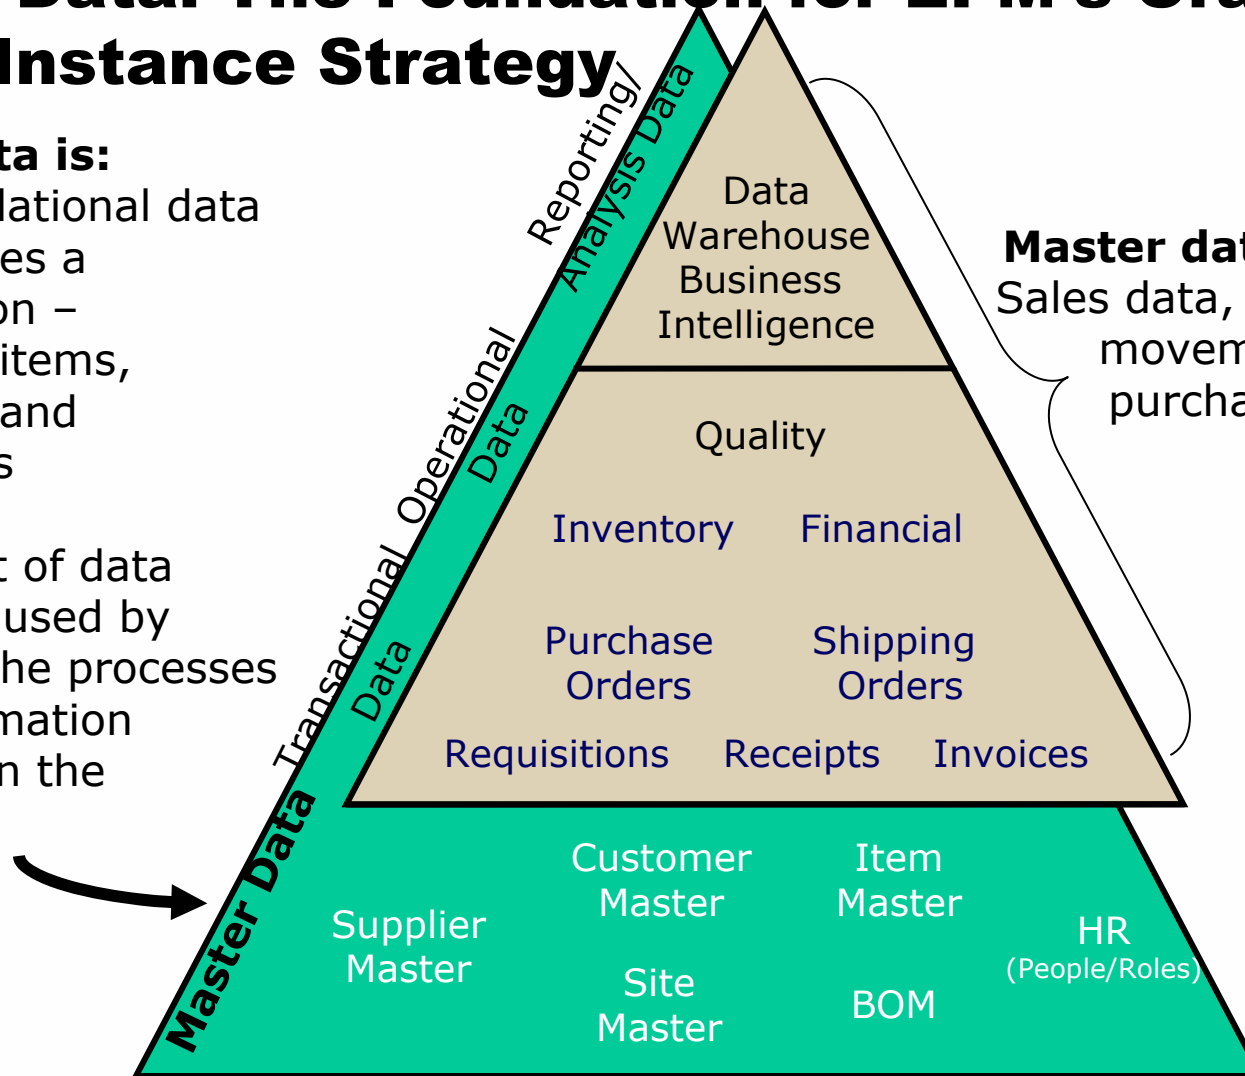 Instance Strategy
ta is:
lational data
es a
on –
items,
and
s
t of data
used by
he processes
mation
n the
Reporting/
Analysis Data
Operational
Data
Transactional
Data
Master Data
Data
Warehouse
Business
Intelligence
Quality
Inventory Financial
Purchase Shipping
Orders Orders
Requisitions Receipts Invoices
Customer Item
Master Master
Supplier
Master
HR
(People/Roles)
Site
Master
BOM
Master dat
Sales data,
movem
purcha